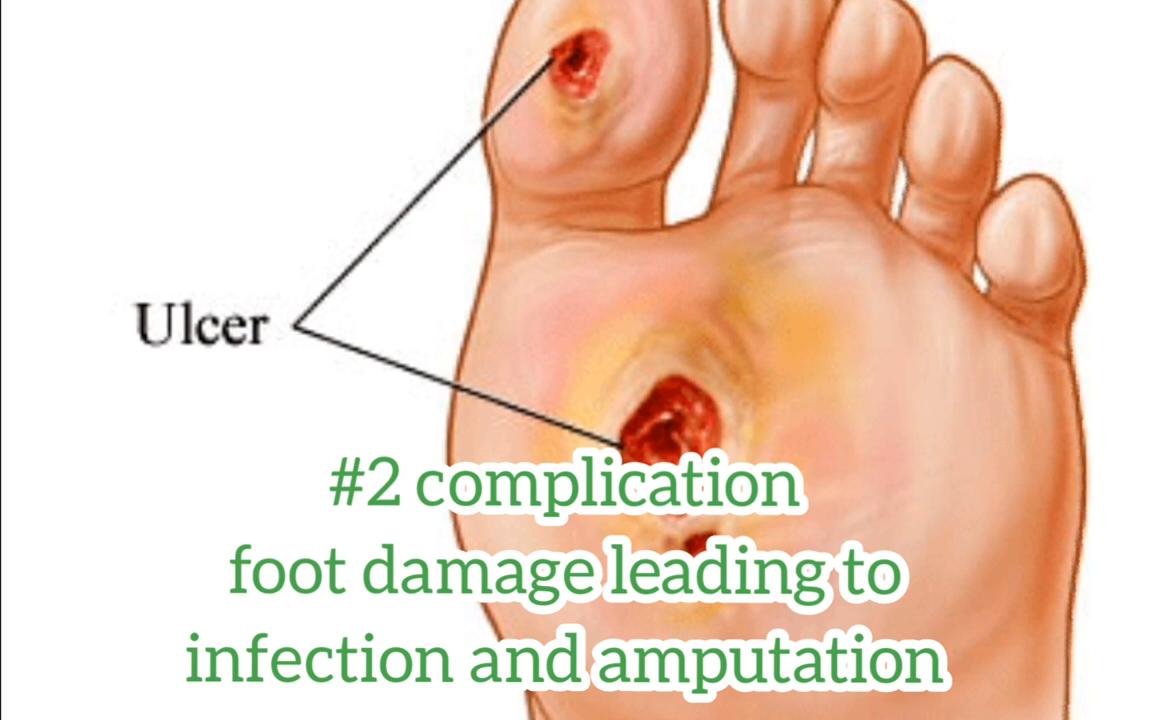 Ulcer
#2 complication
foot damage leading to
infection and amputation